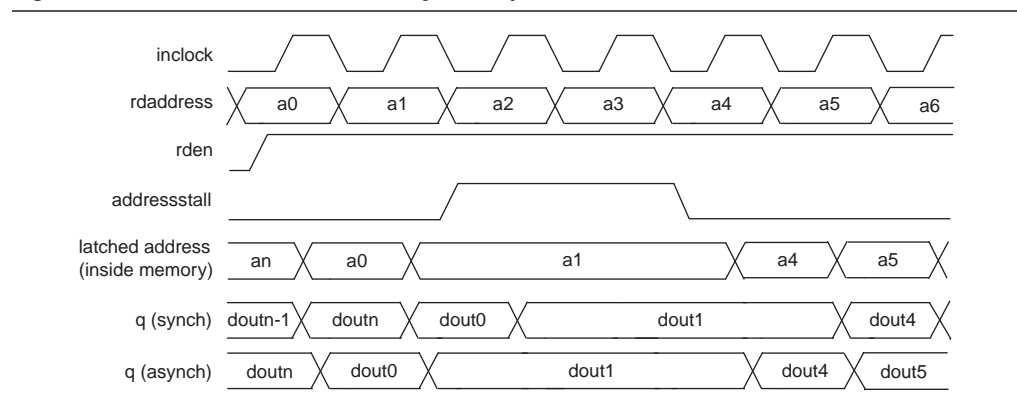 inclock
rdaddress a0 a1 a2 a3 a4 a5 a6
rden
addressstall
latched address
(inside memory) an a0 a1 a4 a5
q (synch) doutn-1 doutn dout0 dout1 dout4
q (asynch) doutn dout0 dout1 dout4 dout5